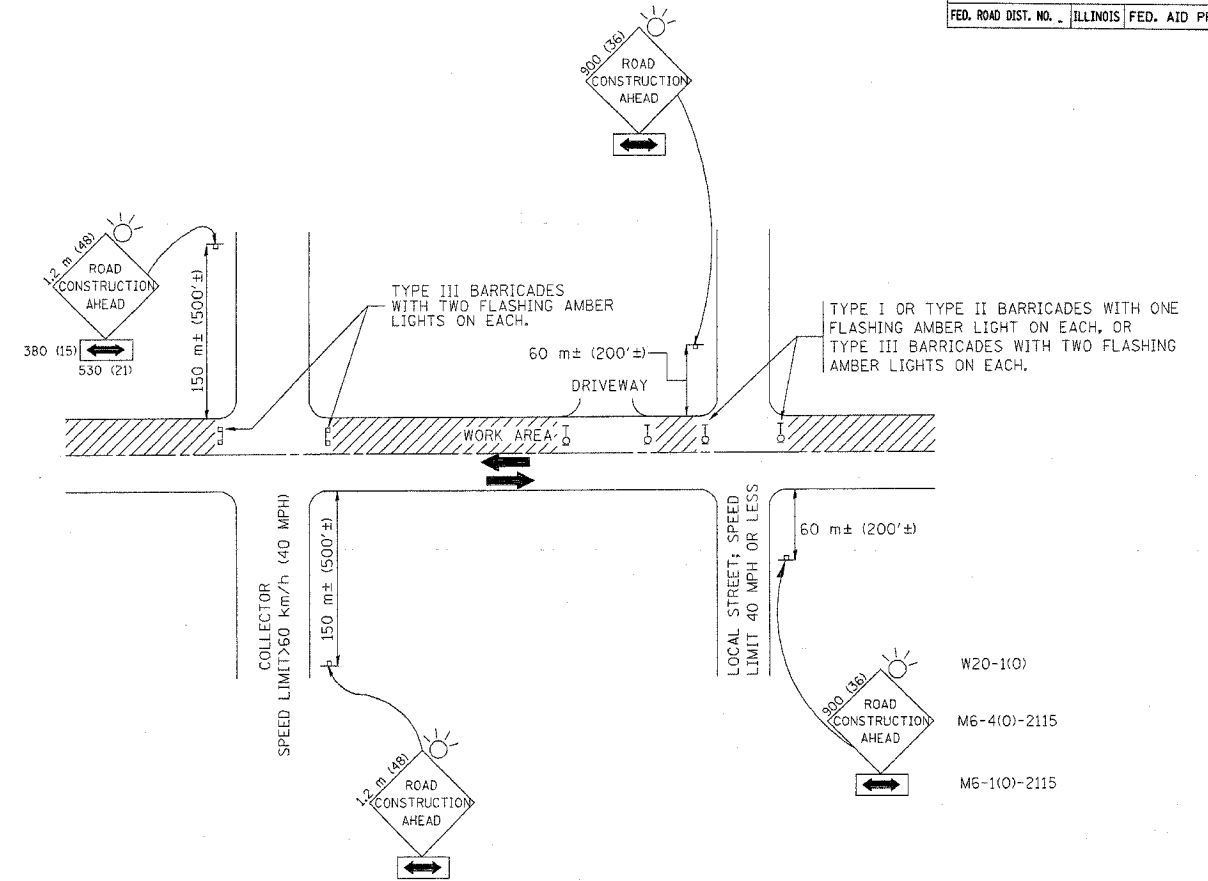 FED. ROAD DIST. NO. _ ILLINOIS FED. AID PR
900 (36)
ROAD
CONSTRUCTION
AHEAD
1.2 m (48)
ROAD
CONSTRUCTION
AHEAD
380 (15)
530 (21)
150 m± (500'±)
TYPE III BARRICADES
WITH TWO FLASHING AMBER
LIGHTS ON EACH.
60 m± (200'±)
DRIVEWAY
TYPE I OR TYPE II BARRICADES WITH ONE
FLASHING AMBER LIGHT ON EACH, OR
TYPE III BARRICADES WITH TWO FLASHING
AMBER LIGHTS ON EACH.
WORK AREA
COLLECTOR
SPEED LIMIT>60 km/h (40 MPH)
150 m± (500'±)
LOCAL STREET; SPEED
LIMIT 40 MPH OR LESS
60 m± (200'±)
1.2 m (48)
ROAD
CONSTRUCTION
AHEAD
900 (36)
ROAD
CONSTRUCTION
AHEAD
W20-1(O)
M6-4(O)-2115
M6-1(O)-2115